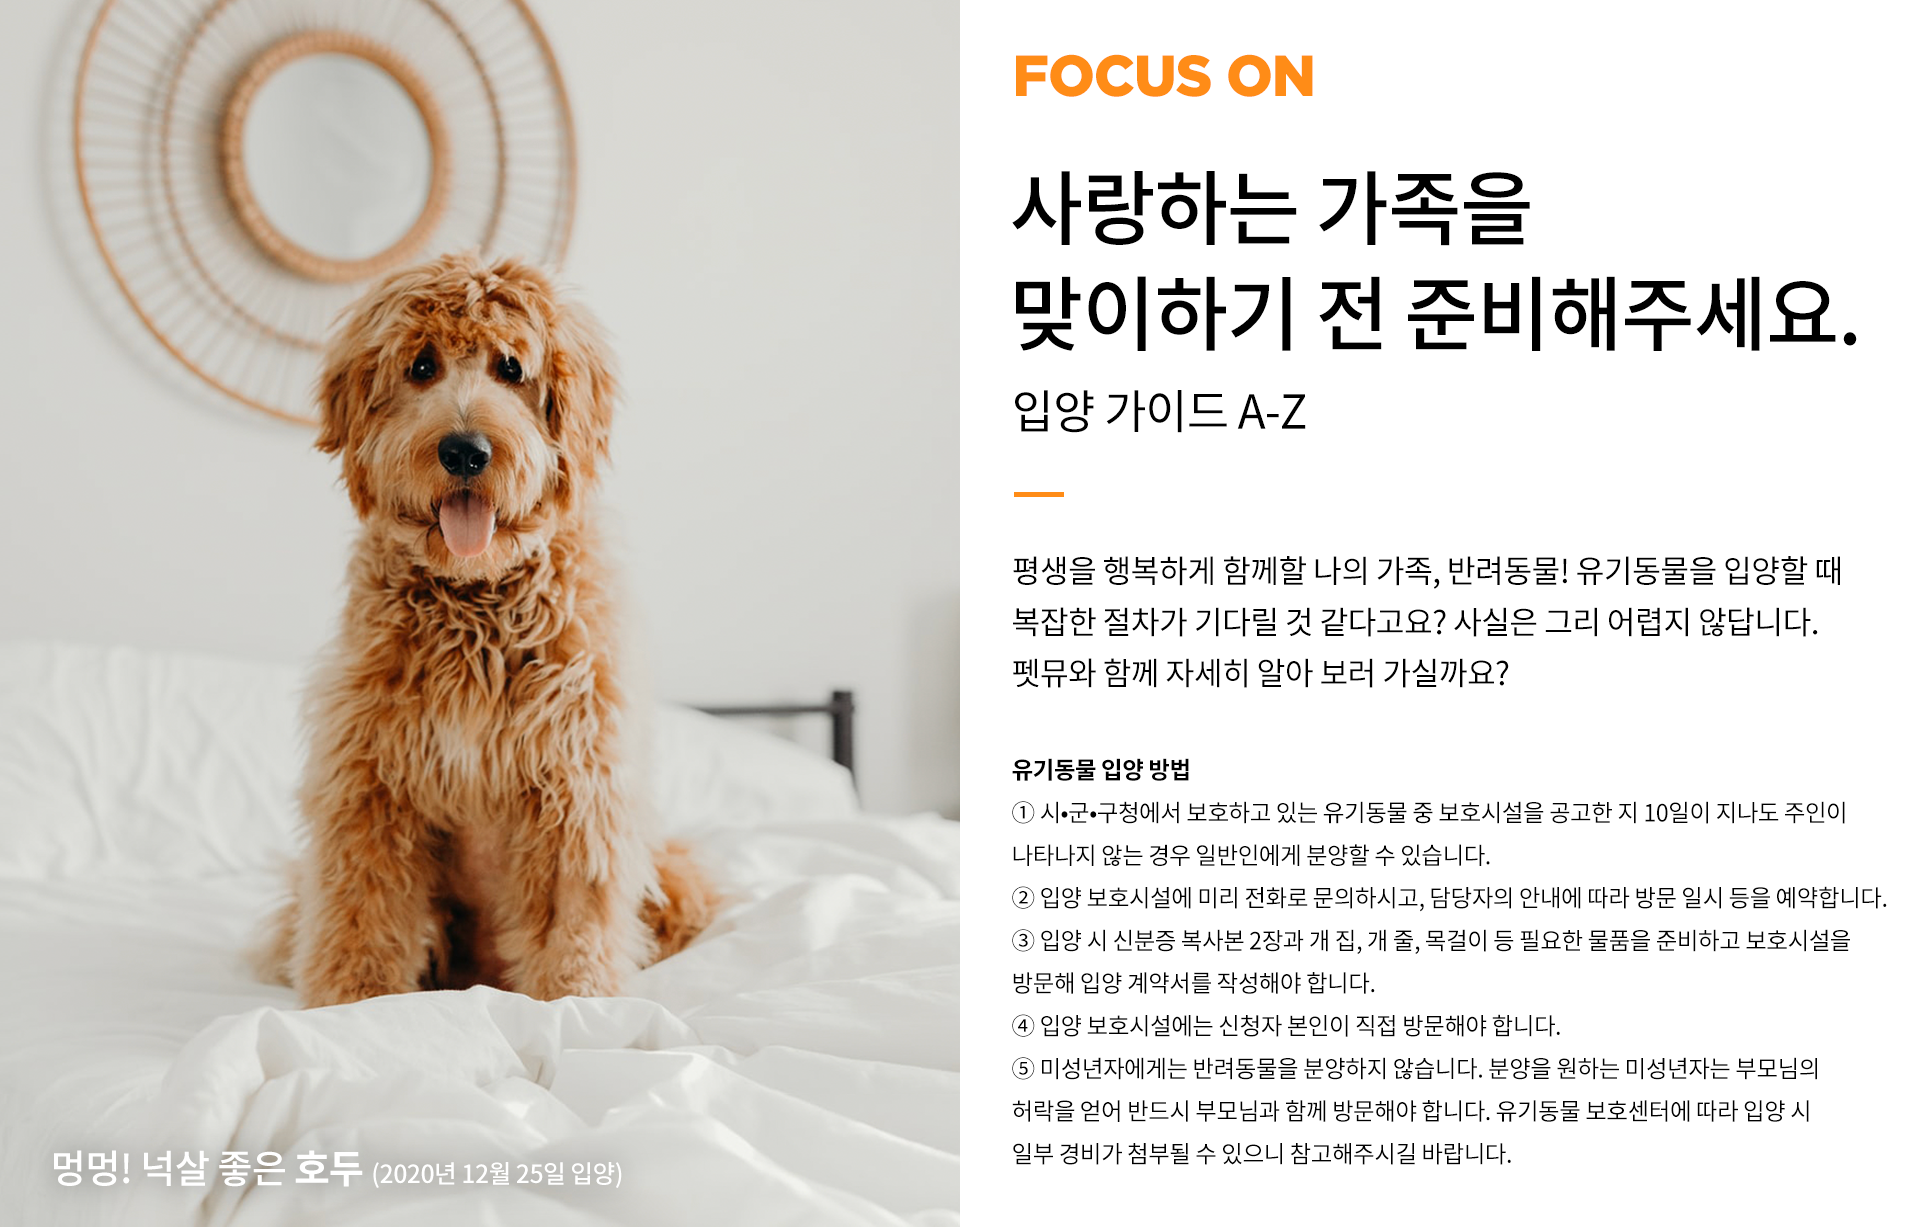 FOCUS ON
사랑하는 가족을
맞이하기 전 준비해주세요.
입양 가이드 A-Z
평생을 행복하게 함께할 나의 가족, 반려동물! 유기동물을 입양할 때
복잡한 절차가 기다릴 것 같다고요? 사실은 그리 어렵지 않답니다.
펫뮤와 함께 자세히 알아 보러 가실까요?
유기동물 입양 방법
① 시•군•구청에서 보호하고 있는 유기동물 중 보호시설을 공고한 지 10일이 지나도 주인이
나타나지 않는 경우 일반인에게 분양할 수 있습니다.
② 입양 보호시설에 미리 전화로 문의하시고, 담당자의 안내에 따라 방문 일시 등을 예약합니다.
③ 입양 시 신분증 복사본 2장과 개 집, 개 줄, 목걸이 등 필요한 물품을 준비하고 보호시설을
방문해 입양 계약서를 작성해야 합니다.
④ 입양 보호시설에는 신청자 본인이 직접 방문해야 합니다.
⑤ 미성년자에게는 반려동물을 분양하지 않습니다. 분양을 원하는 미성년자는 부모님의
허락을 얻어 반드시 부모님과 함께 방문해야 합니다. 유기동물 보호센터에 따라 입양 시
일부 경비가 첨부될 수 있으니 참고해주시길 바랍니다.
멍멍! 넉살 좋은 호두 (2020년 12월 25일 입양)